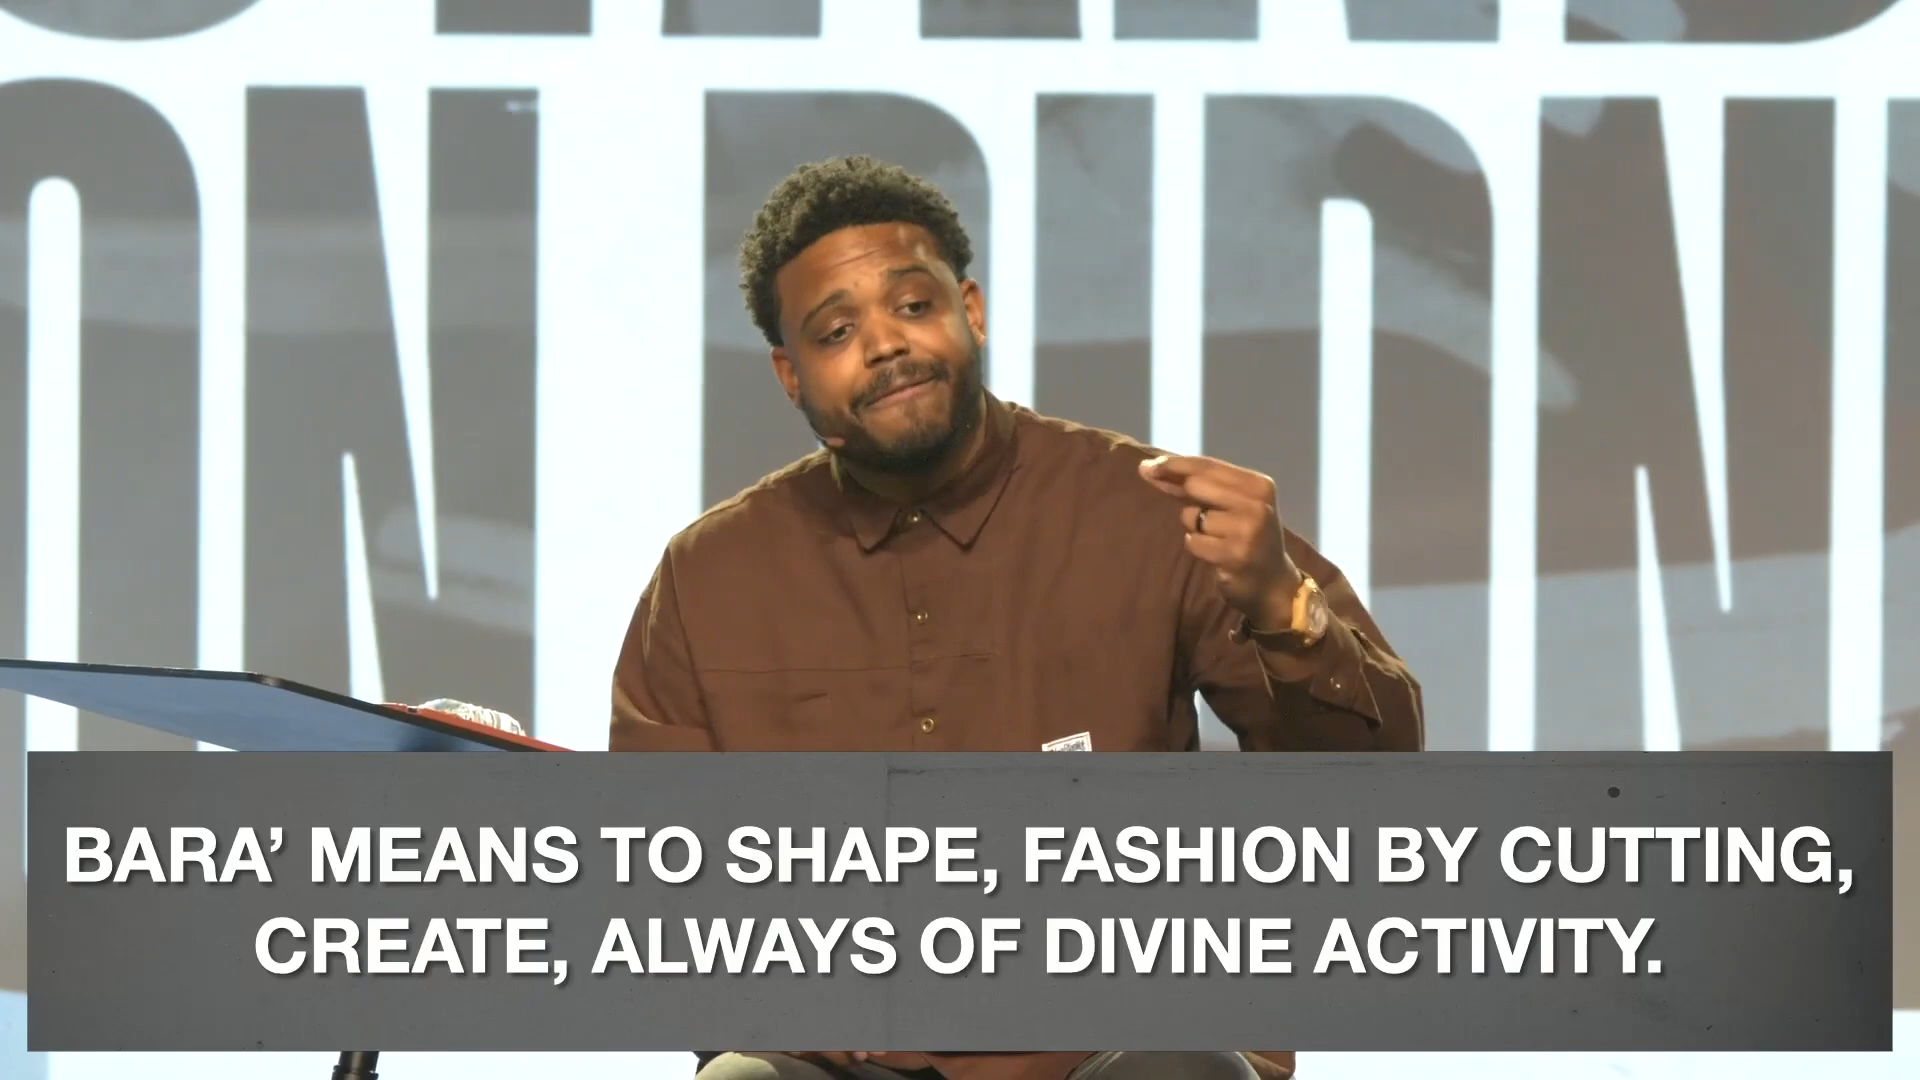 BARA’ MEANS TO SHAPE, FASHION BY CUTTING,
CREATE, ALWAYS OF DIVINE ACTIVITY.